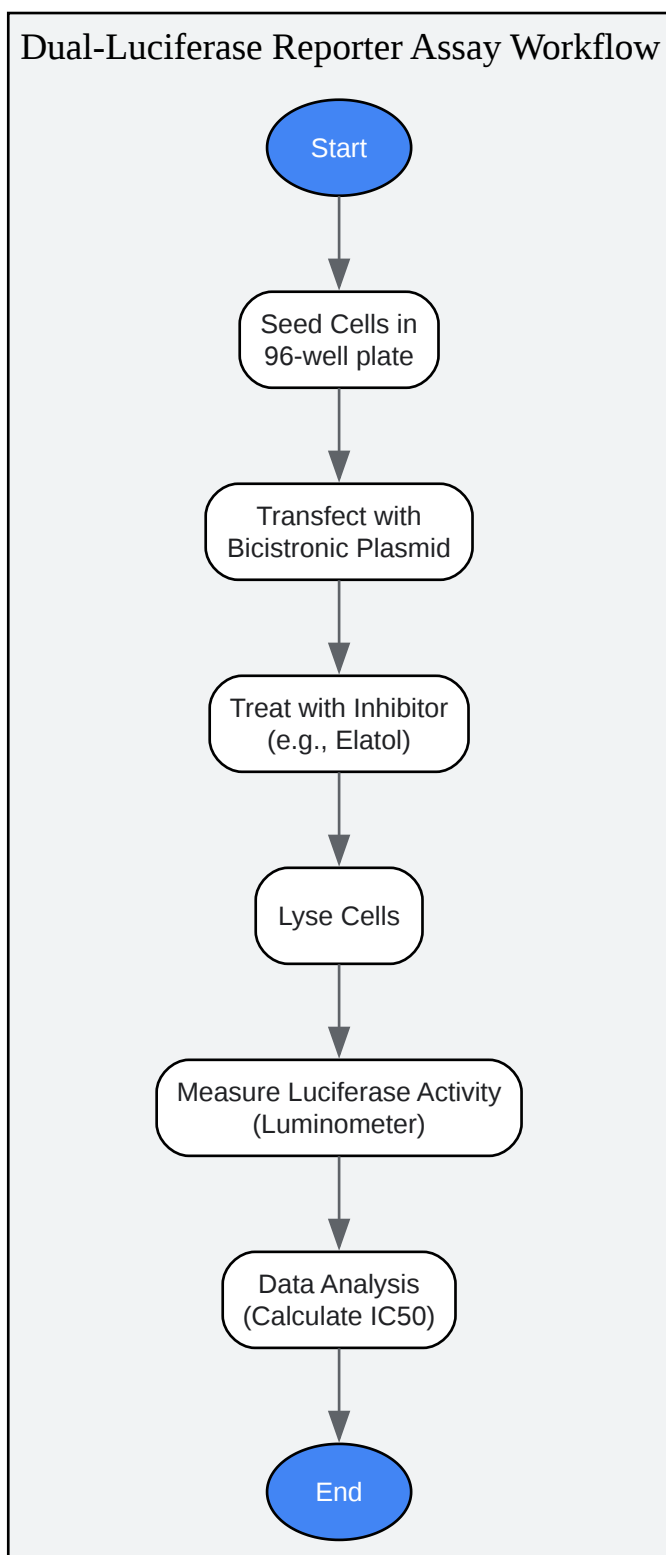 Dual-Luciferase Reporter Assay Workflow
Start
Seed Cells in
96-well plate
Transfect with
Bicistronic Plasmid
Treat with Inhibitor
(e.g., Elatol)
Lyse Cells
Measure Luciferase Activity
(Luminometer)
Data Analysis
(Calculate IC50)
End